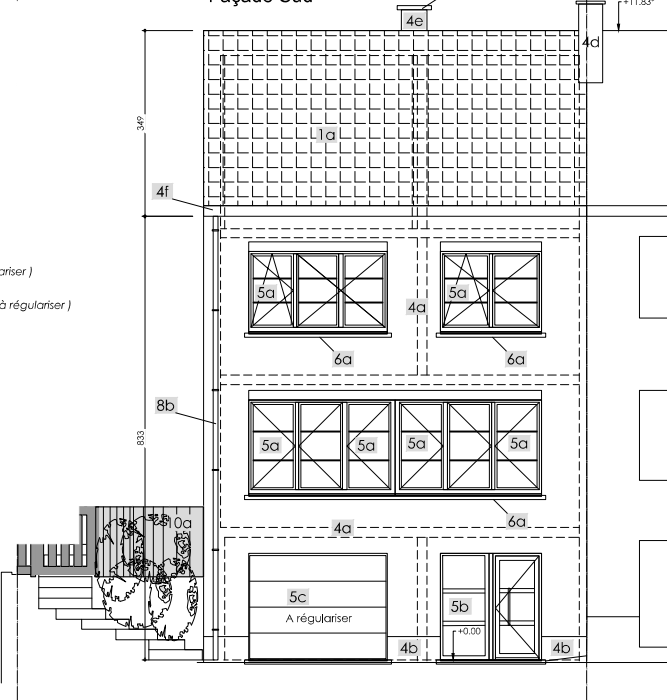 Façade Sud
4e
+11.83
4d
349
1a
4f
ariser )
5a
5a
à régulariser )
4a
6a
6a
8b
833
5a
5a
5a
5a
10a
6a
4a
5c
5b
A régulariser
+0.00
4b
4b